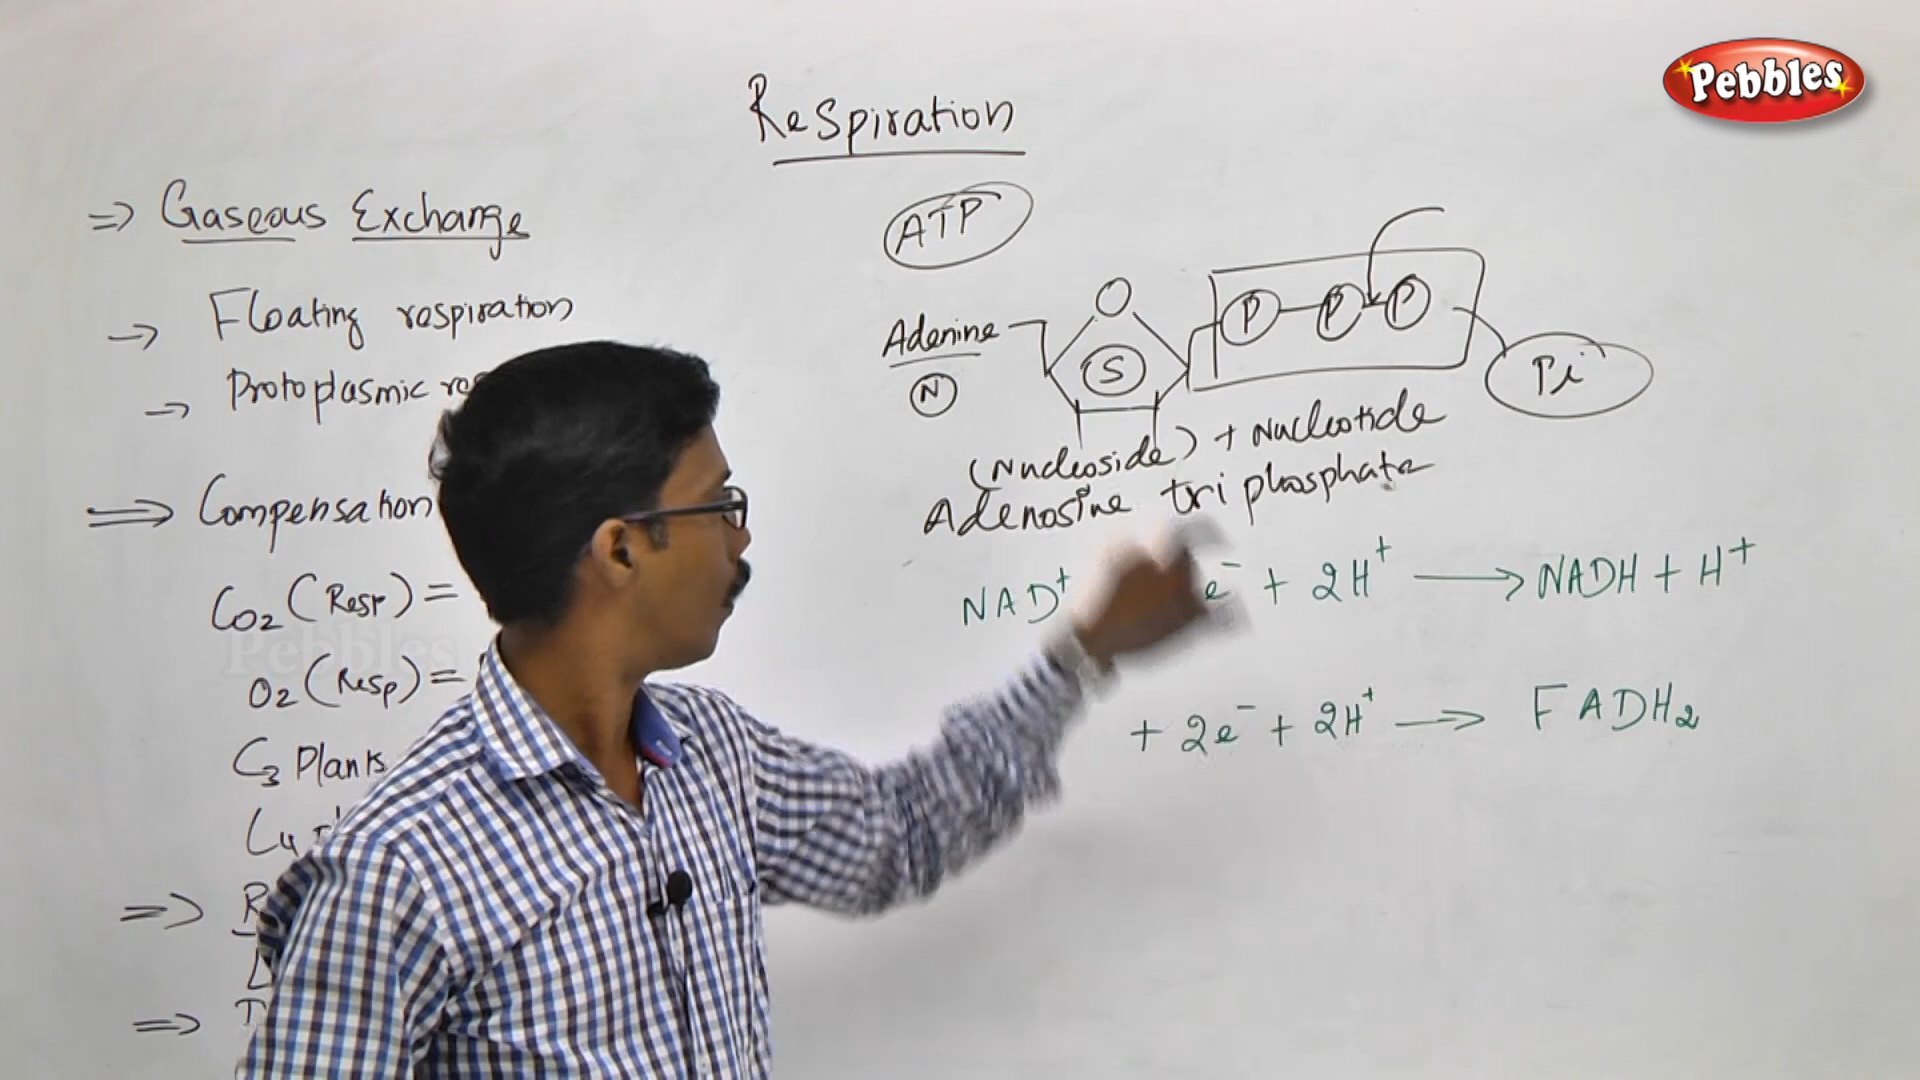 Pebbles
Respiration
=> Gaseous Exchange
-> Floating respiration
-> Protoplasmic
=> Compensation
CO2 (Resp) =
O2 (Resp) =
C3 Plants
C4
=> R
=>
ATP
Adenine
N
O
S
P P P
Pi
(Nucleoside) + Nucleotide
Adenosine tri phosphate
NAD+ e- + 2H+ → NADH + H+
+ 2e- + 2H+ → FADH2
Pebbles